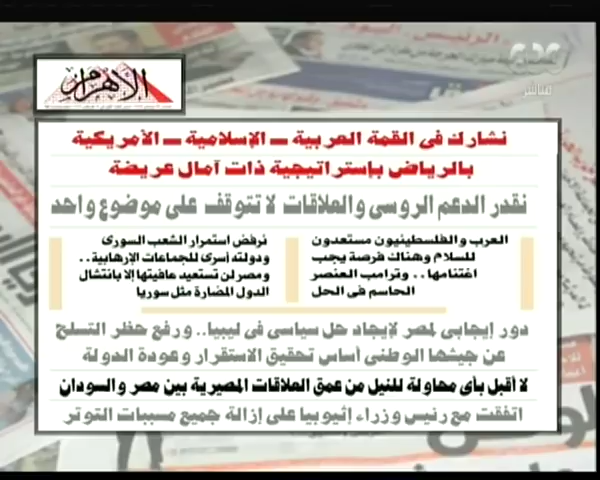 الأهرام
مباشر
نشارك فى القمة العربية – الإسلامية – الأمريكية
بالرياض بإستراتيجية ذات آمال عريضة
نقدر الدعم الروسى والعلاقات لا تتوقف على موضوع واحد
العرب والفلسطينيون مستعدون
للسلام وهناك فرصة يجب
اغتنامها.. وترامب العنصر
الحاسم فى الحل
نرفض استمرار الشعب السورى
ودولته أسرى للجماعات الإرهابية..
ومصر لن تستعيد عافيتها إلا بانتشال
الدول المضارة مثل سوريا
دور إيجابى لمصر لإيجاد حل سياسى فى ليبيا.. ورفع حظر التسلح
عن جيشها الوطنى أساس تحقيق الاستقرار وعودة الدولة
لا أقبل بأى محاولة للنيل من عمق العلاقات المصيرية بين مصر والسودان
اتفقت مع رئيس وزراء إثيوبيا على إزالة جميع مسببات التوتر